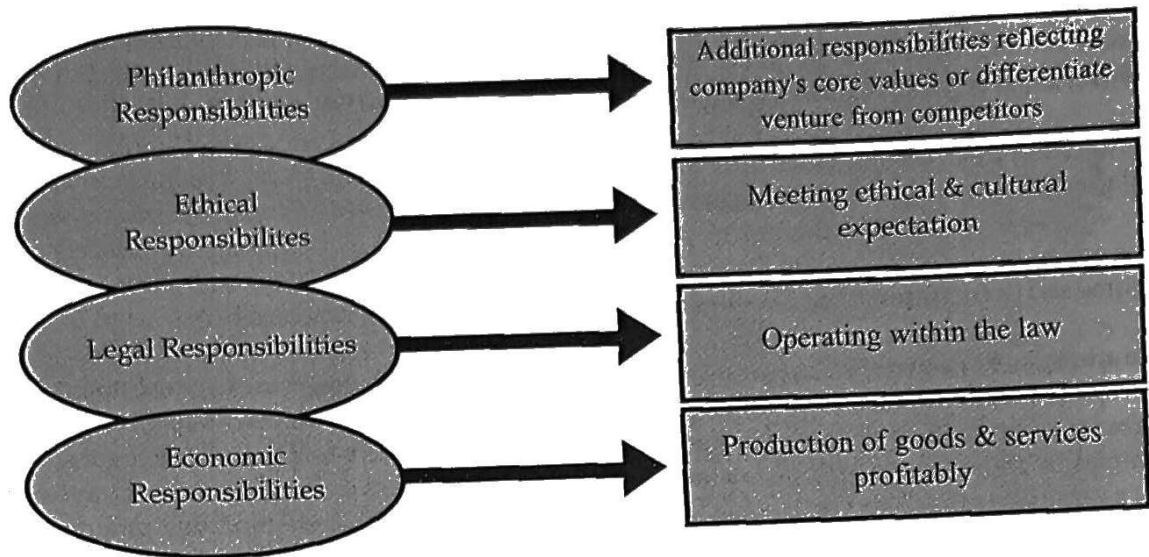 Philanthropic
Responsibilities
Additional responsibilities reflecting
company's core values or differentiate
venture from competitors
Ethical
Responsibilites
Meeting ethical & cultural
expectation
Legal Responsibilities
Operating within the law
Economic
Responsibilities
Production of goods & services
profitably